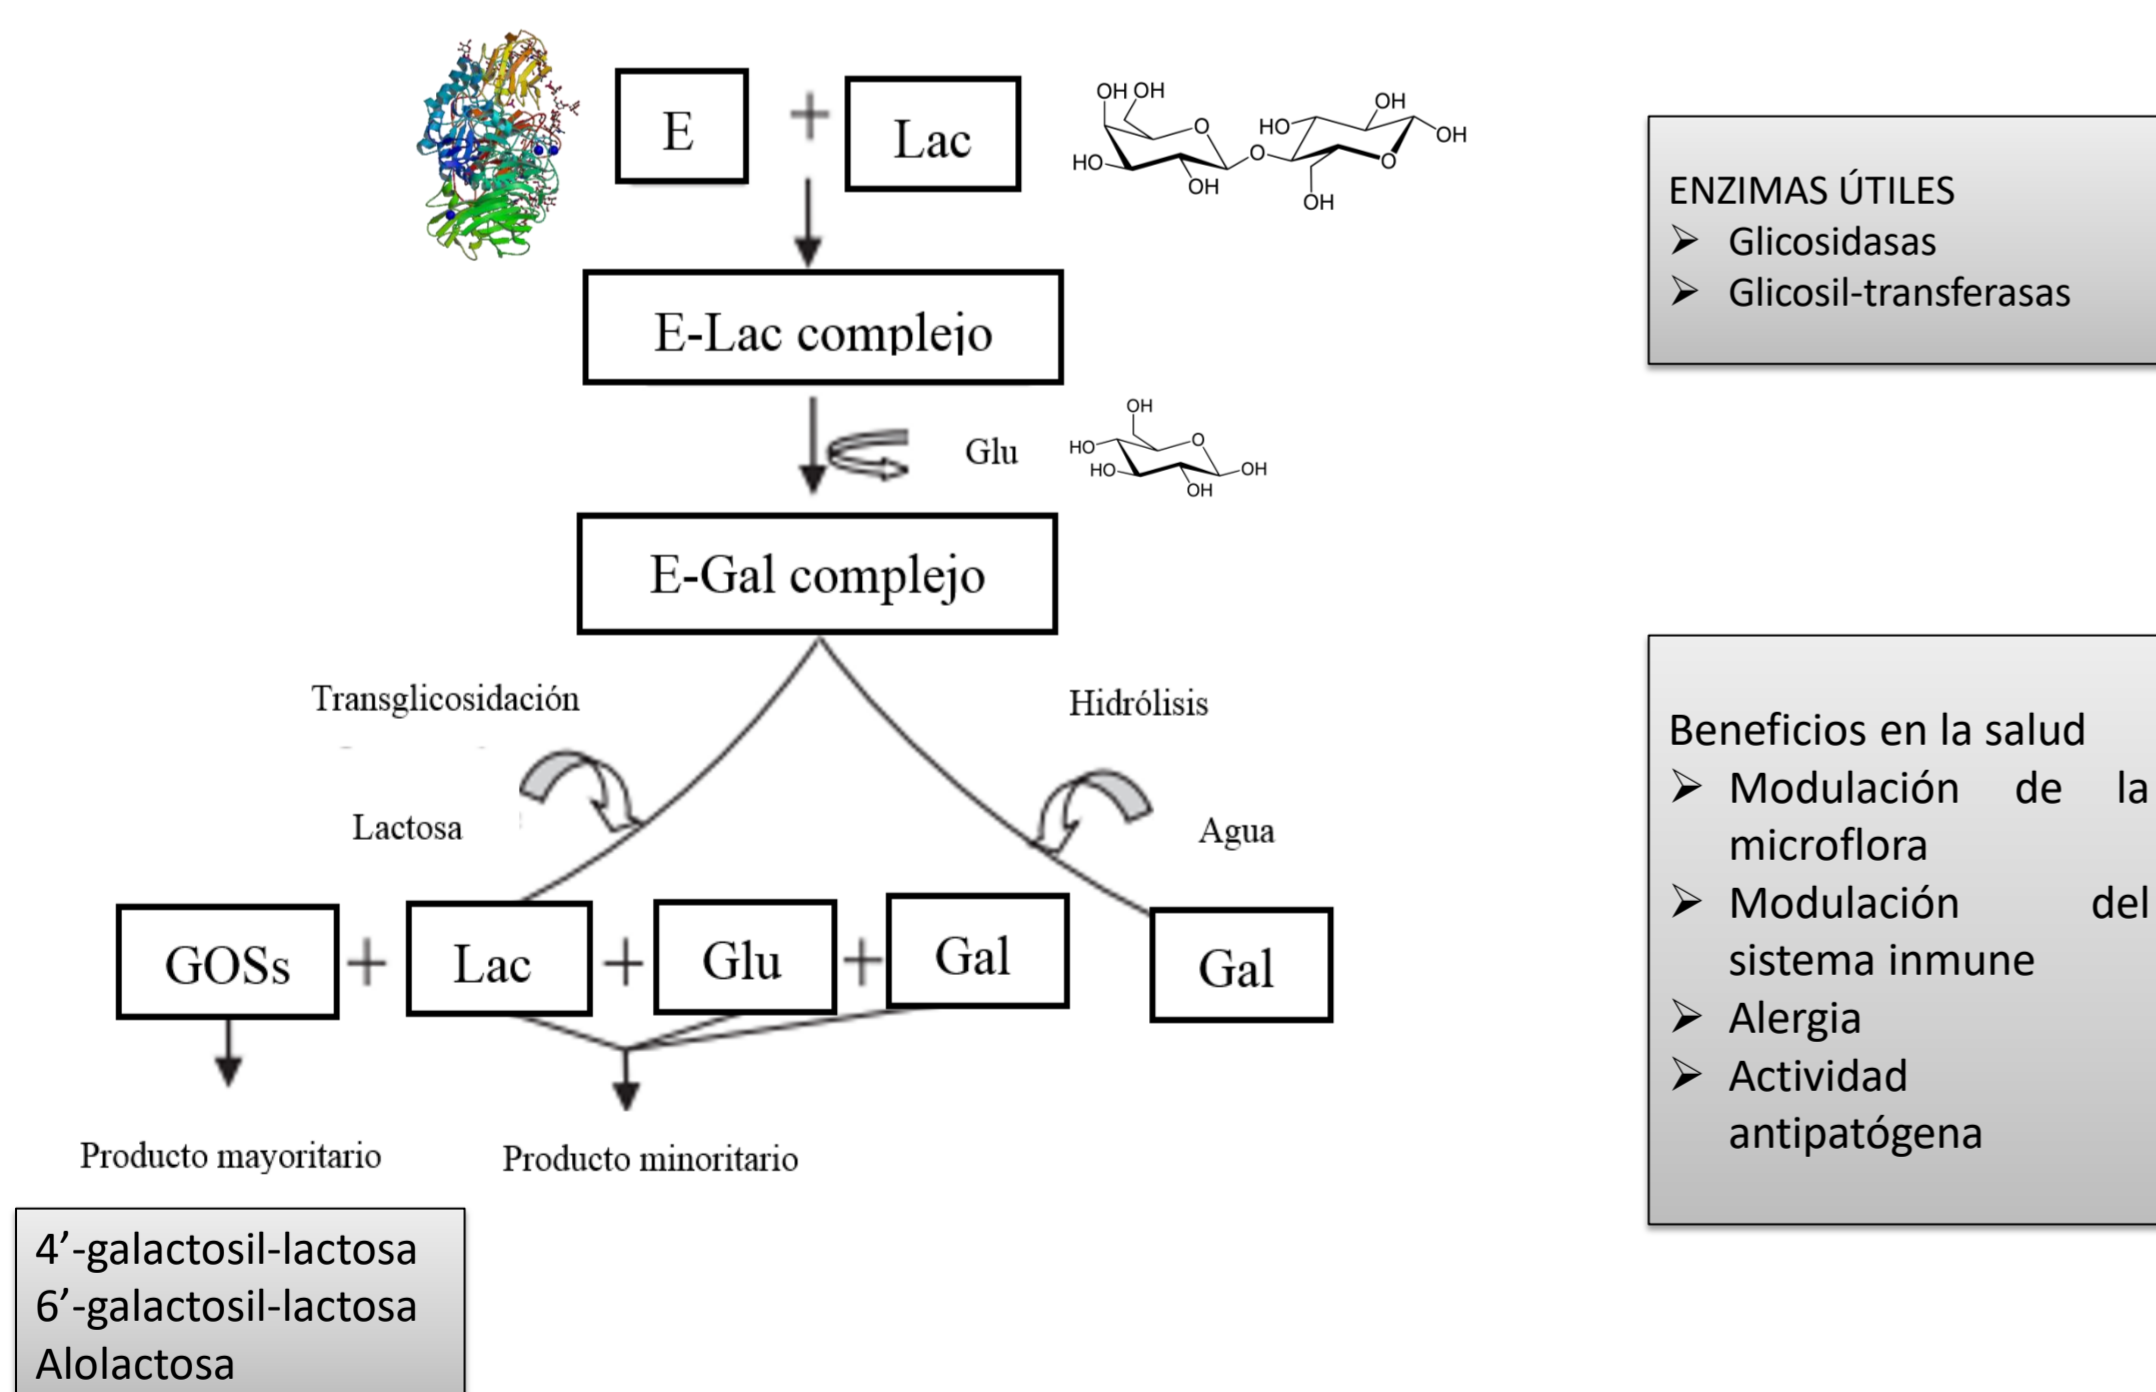 E
+
Lac
OH OH
O
HO
OH
O
HO
OH
OH
O
OH
E-Lac complejo
Glu
OH
HO
O
HO
OH
OH
E-Gal complejo
Transglicosidación
Hidrólisis
Lactosa
Agua
GOSs + Lac + Glu + Gal
Gal
Producto mayoritario
Producto minoritario
4’-galactosil-lactosa
6’-galactosil-lactosa
Alolactosa
ENZIMAS ÚTILES
➢ Glicosidasas
➢ Glicosil-transferasas
Beneficios en la salud
➢ Modulación de la
microflora
➢ Modulación del
sistema inmune
➢ Alergia
➢ Actividad
antipatógena